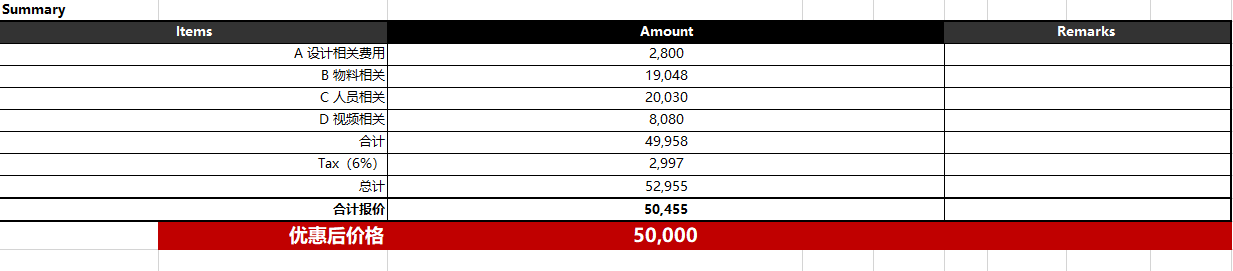 Summary
Items Amount Remarks
A 设计相关费用 2,800
B 物料相关 19,048
C 人员相关 20,030
D 视频相关 8,080
合计 49,958
Tax（6%） 2,997
总计 52,955
合计报价 50,455
优惠后价格 50,000